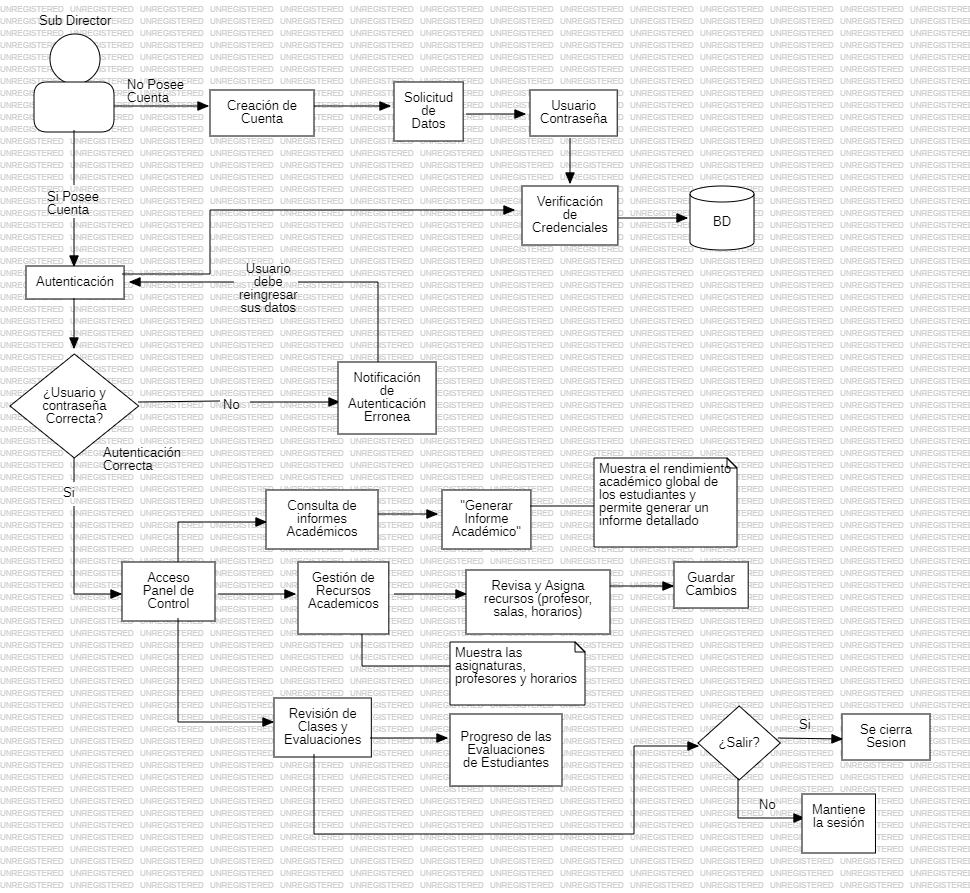 Sub Director
No Posee
Cuenta
Creación de
Cuenta
Solicitud
de
Datos
Usuario
Contraseña
Si Posee
Cuenta
Verificación
de
Credenciales
BD
Autenticación
Usuario
debe
reingresar
sus datos
¿Usuario y
contraseña
Correcta?
No
Notificación
de
Autenticación
Erronea
Autenticación
Correcta
Si
Consulta de
informes
Académicos
"Generar
Informe
Académico"
Muestra el rendimiento
académico global de
los estudiantes y
permite generar un
informe detallado
Acceso
Panel de
Control
Gestión de
Recursos
Academicos
Revisa y Asigna
recursos (profesor,
salas, horarios)
Guardar
Cambios
Muestra las
asignaturas,
profesores y horarios
Revisión de
Clases y
Evaluaciones
Progreso de las
Evaluaciones
de Estudiantes
¿Salir?
Si
Se cierra
Sesion
No
Mantiene
la sesión
UNREGISTERED